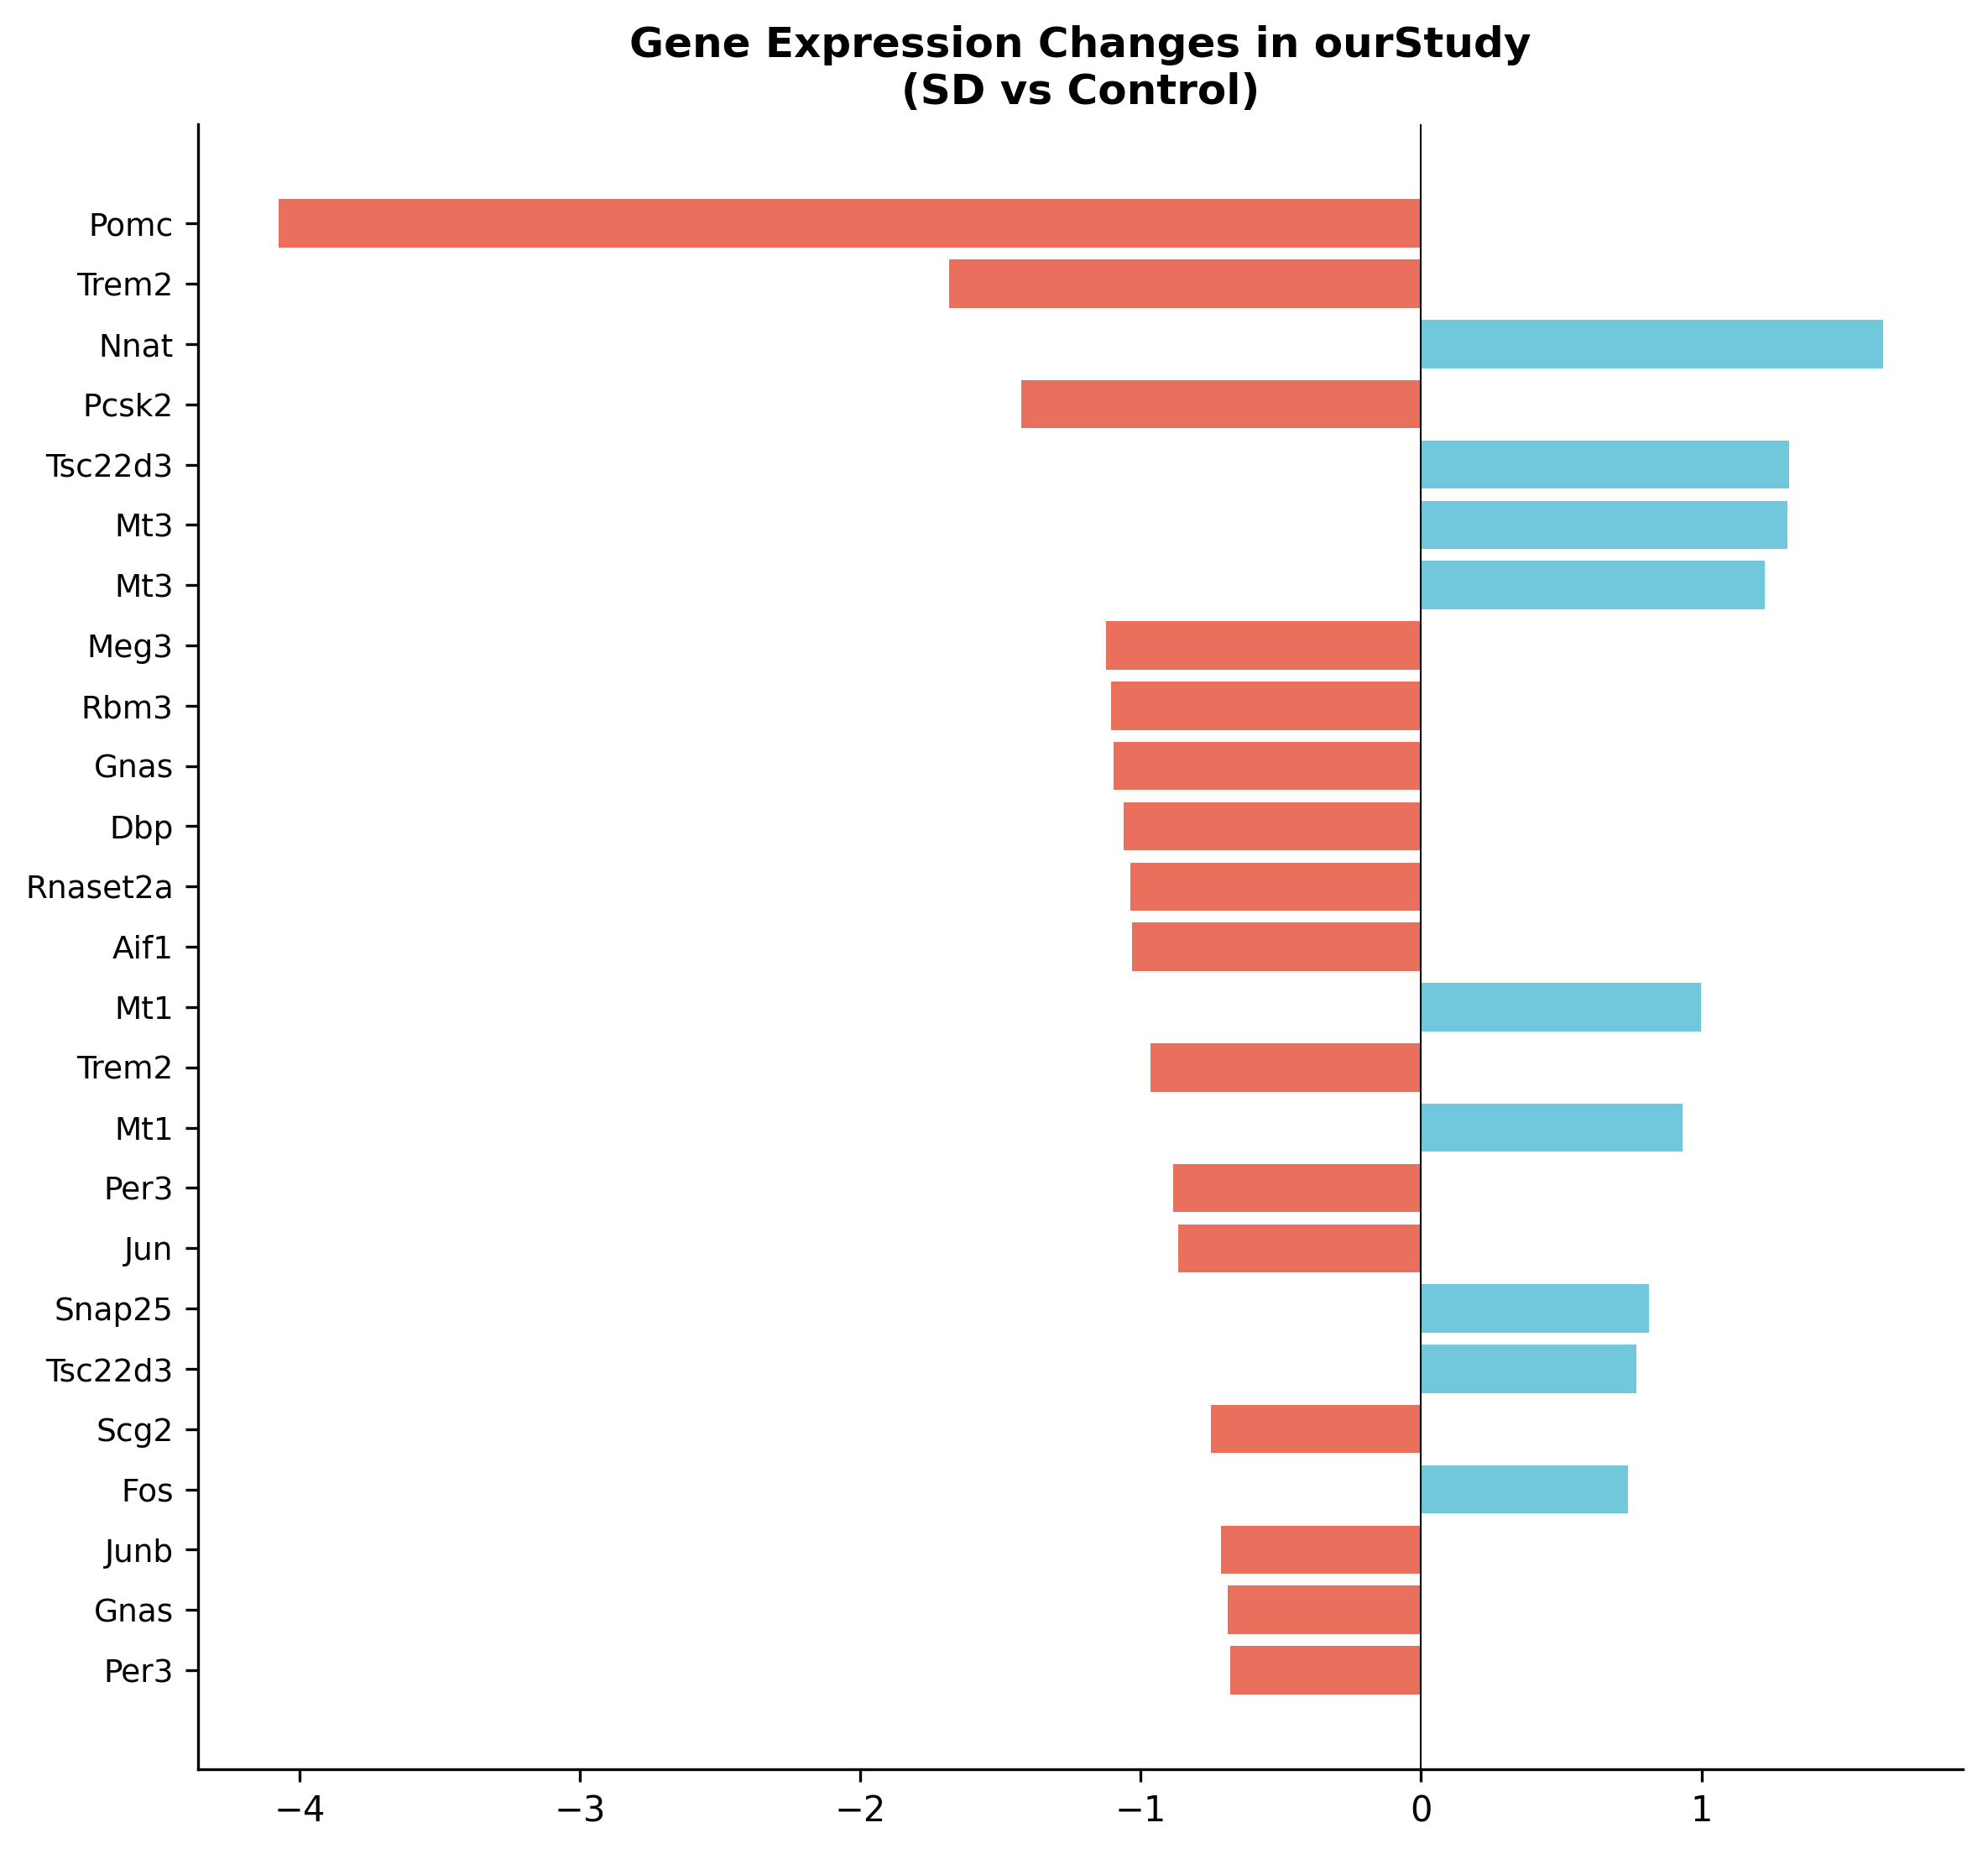 Gene Expression Changes in ourStudy
(SD vs Control)
Pomc
Trem2
Nnat
Pcsk2
Tsc22d3
Mt3
Mt3
Meg3
Rbm3
Gnas
Dbp
Rnaset2a
Aif1
Mt1
Trem2
Mt1
Per3
Jun
Snap25
Tsc22d3
Scg2
Fos
Junb
Gnas
Per3
−4 −3 −2 −1 0 1